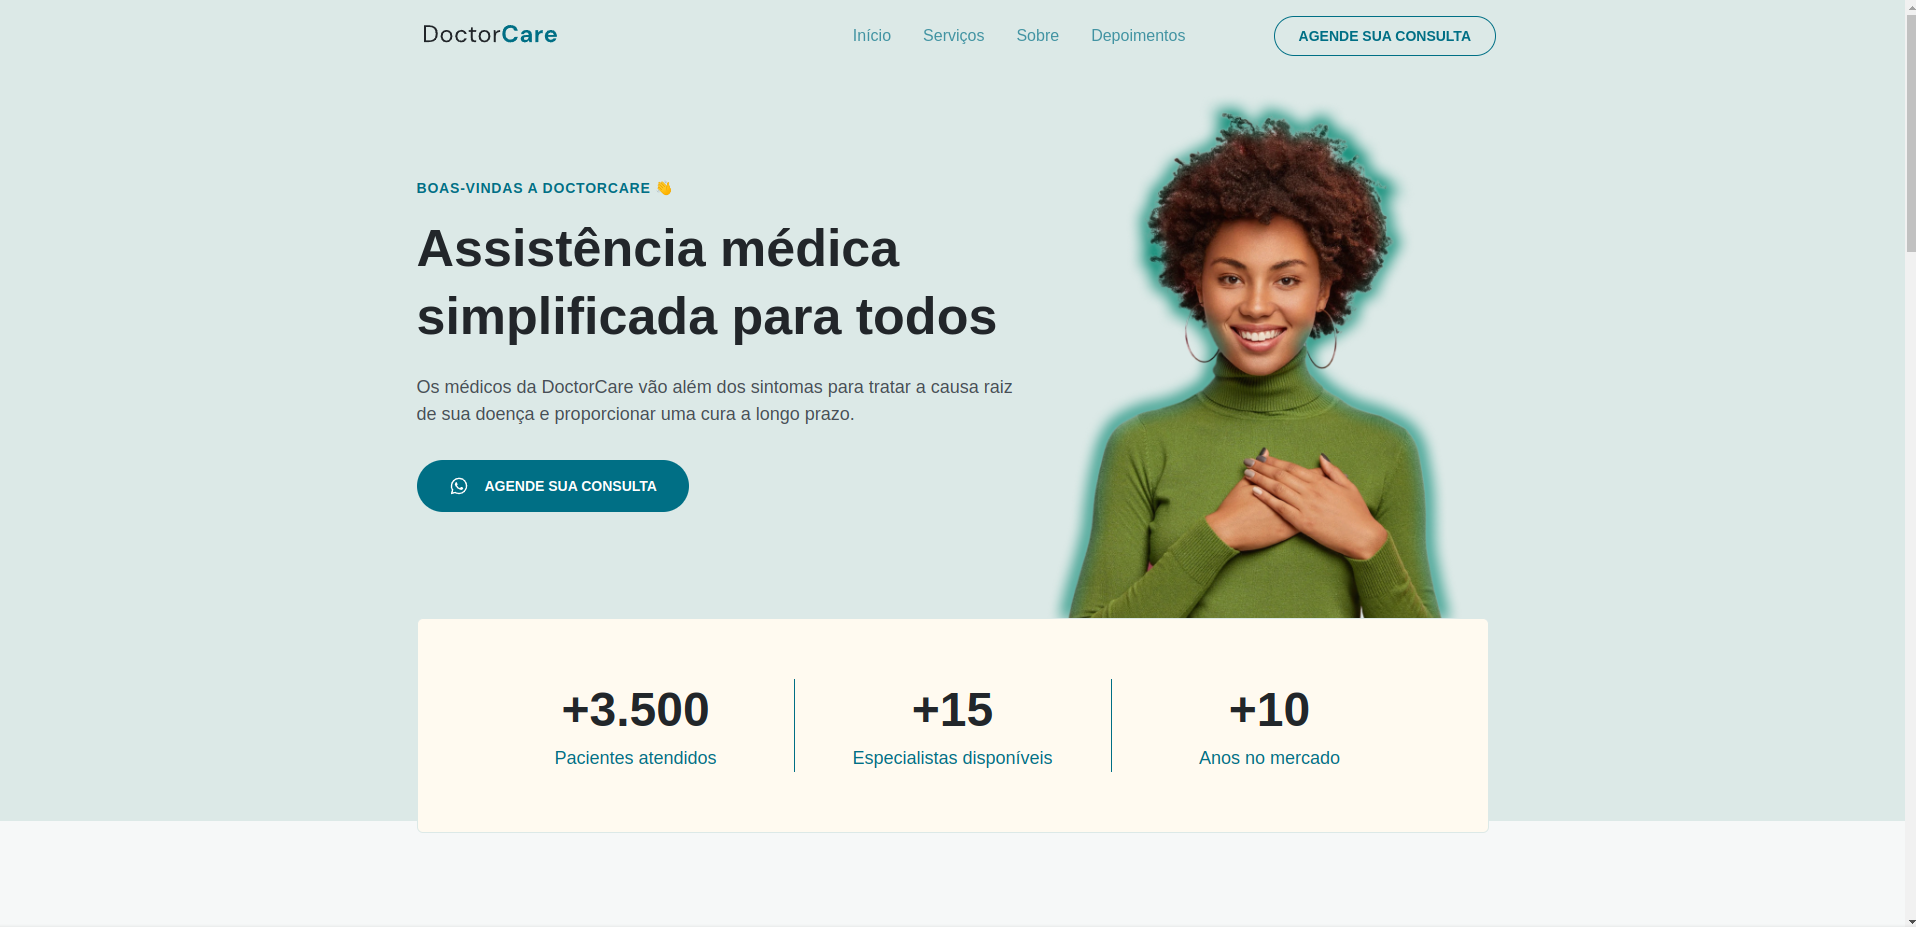 DoctorCare
Início
Serviços
Sobre
Depoimentos
AGENDE SUA CONSULTA
BOAS-VINDAS A DOCTORCARE 👋
Assistência médica
simplificada para todos
Os médicos da DoctorCare vão além dos sintomas para tratar a causa raiz
de sua doença e proporcionar uma cura a longo prazo.
AGENDE SUA CONSULTA
+3.500
Pacientes atendidos
+15
Especialistas disponíveis
+10
Anos no mercado